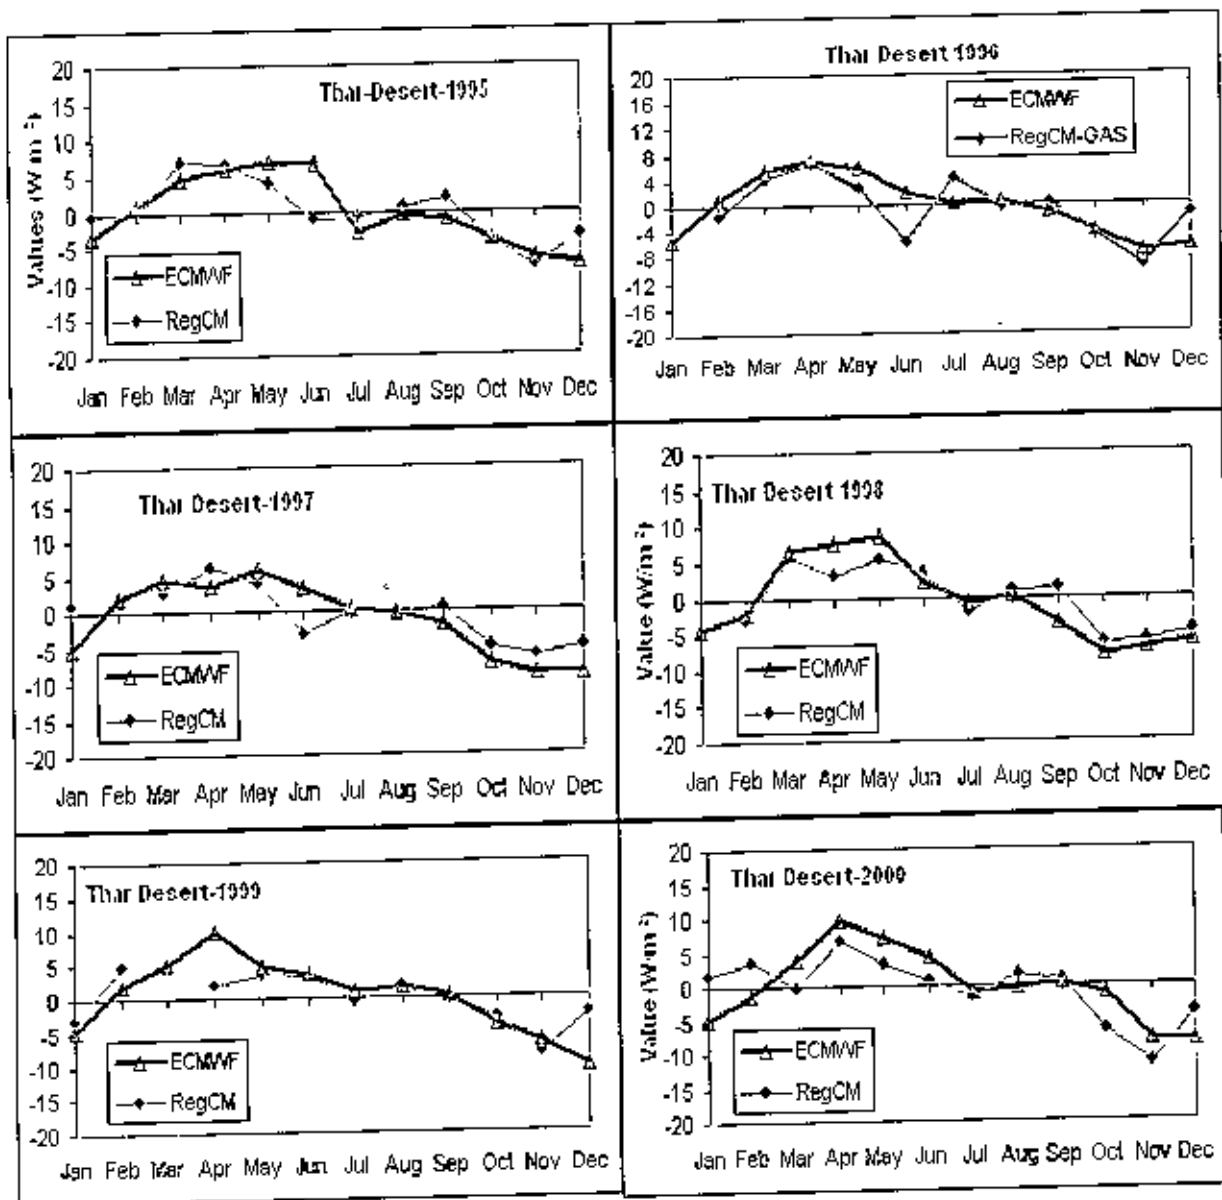 Thar-Desert-1995
Values (W/m²)
20
15
10
5
0
-5
-10
-15
-20
ECMWF
RegCM
Jan Feb Mar Apr May Jun Jul Aug Sep Oct Nov Dec
Thar Desert 1996
20
16
12
8
4
0
-4
-8
-12
-16
-20
ECMWF
RegCM-GAS
Jan Feb Mar Apr May Jun Jul Aug Sep Oct Nov Dec
Thar Desert-1997
20
15
10
5
0
-5
-10
-15
-20
ECMWF
RegCM
Jan Feb Mar Apr May Jun Jul Aug Sep Oct Nov Dec
Thar Desert 1998
Value (W/m²)
20
15
10
5
0
-5
-10
-15
-20
ECMWF
RegCM
Jan Feb Mar Apr May Jun Jul Aug Sep Oct Nov Dec
Thar Desert-1999
20
15
10
5
0
-5
-10
-15
-20
ECMWF
RegCM
Jan Feb Mar Apr May Jun Jul Aug Sep Oct Nov Dec
Thar Desert-2000
Value (W/m²)
20
15
10
5
0
-5
-10
-15
-20
ECMWF
RegCM
Jan Feb Mar Apr May Jun Jul Aug Sep Oct Nov Dec